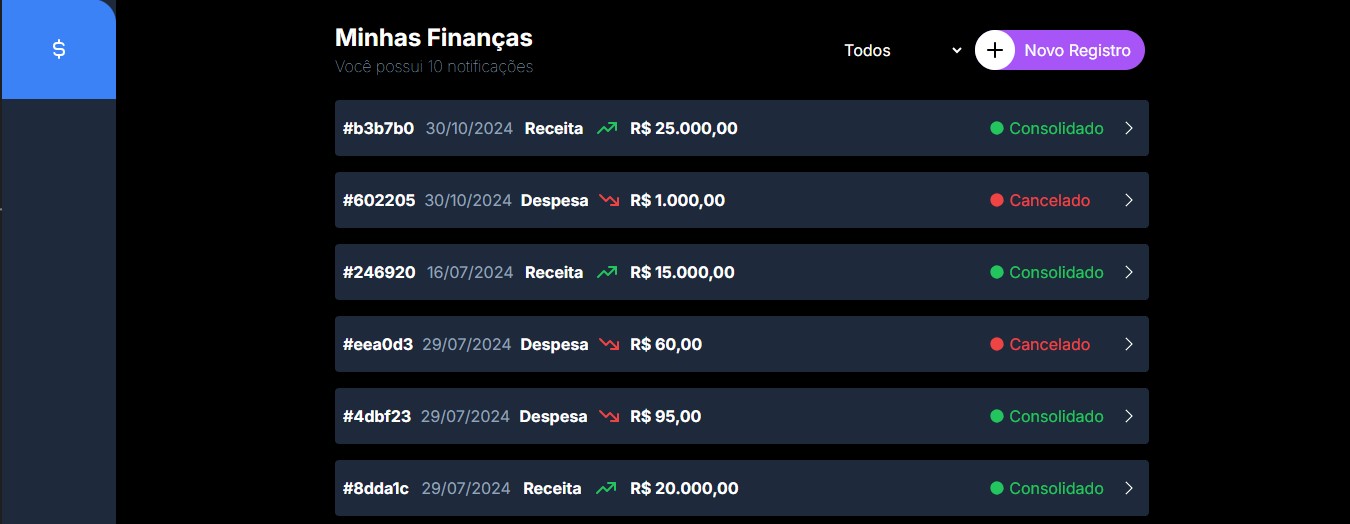 $
Minhas Finanças
Você possui 10 notificações
Todos
Novo Registro
#b3b7b0 30/10/2024 Receita R$ 25.000,00 Consolidado
#602205 30/10/2024 Despesa R$ 1.000,00 Cancelado
#246920 16/07/2024 Receita R$ 15.000,00 Consolidado
#eea0d3 29/07/2024 Despesa R$ 60,00 Cancelado
#4dbf23 29/07/2024 Despesa R$ 95,00 Consolidado
#8dda1c 29/07/2024 Receita R$ 20.000,00 Consolidado